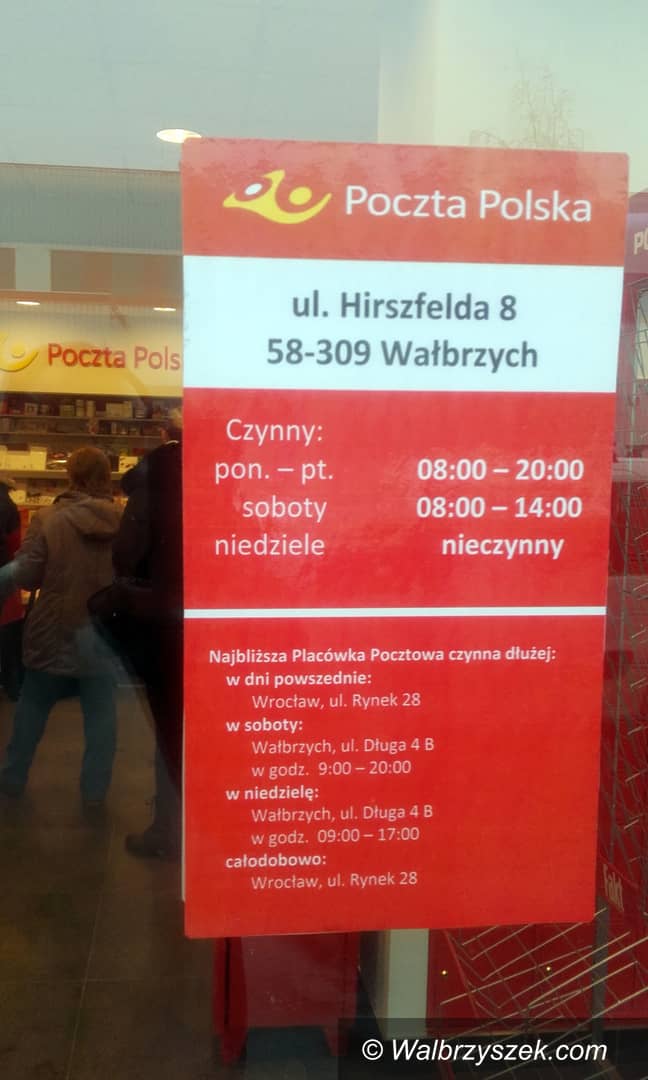 Poczta Polska
ul. Hirszfelda 8
58-309 Wałbrzych
Czynny:
pon. – pt. 08:00 – 20:00
soboty 08:00 – 14:00
niedziele nieczynny
Najbliższa Placówka Pocztowa czynna dłużej:
w dni powszednie:
Wrocław, ul. Rynek 28
w soboty:
Wałbrzych, ul. Długa 4 B
w godz. 9:00 – 20:00
w niedzielę:
Wałbrzych, ul. Długa 4 B
w godz. 09:00 – 17:00
całodobowo:
Wrocław, ul. Rynek 28
Poczta Pols
Fakt
© Walbrzyszek.com